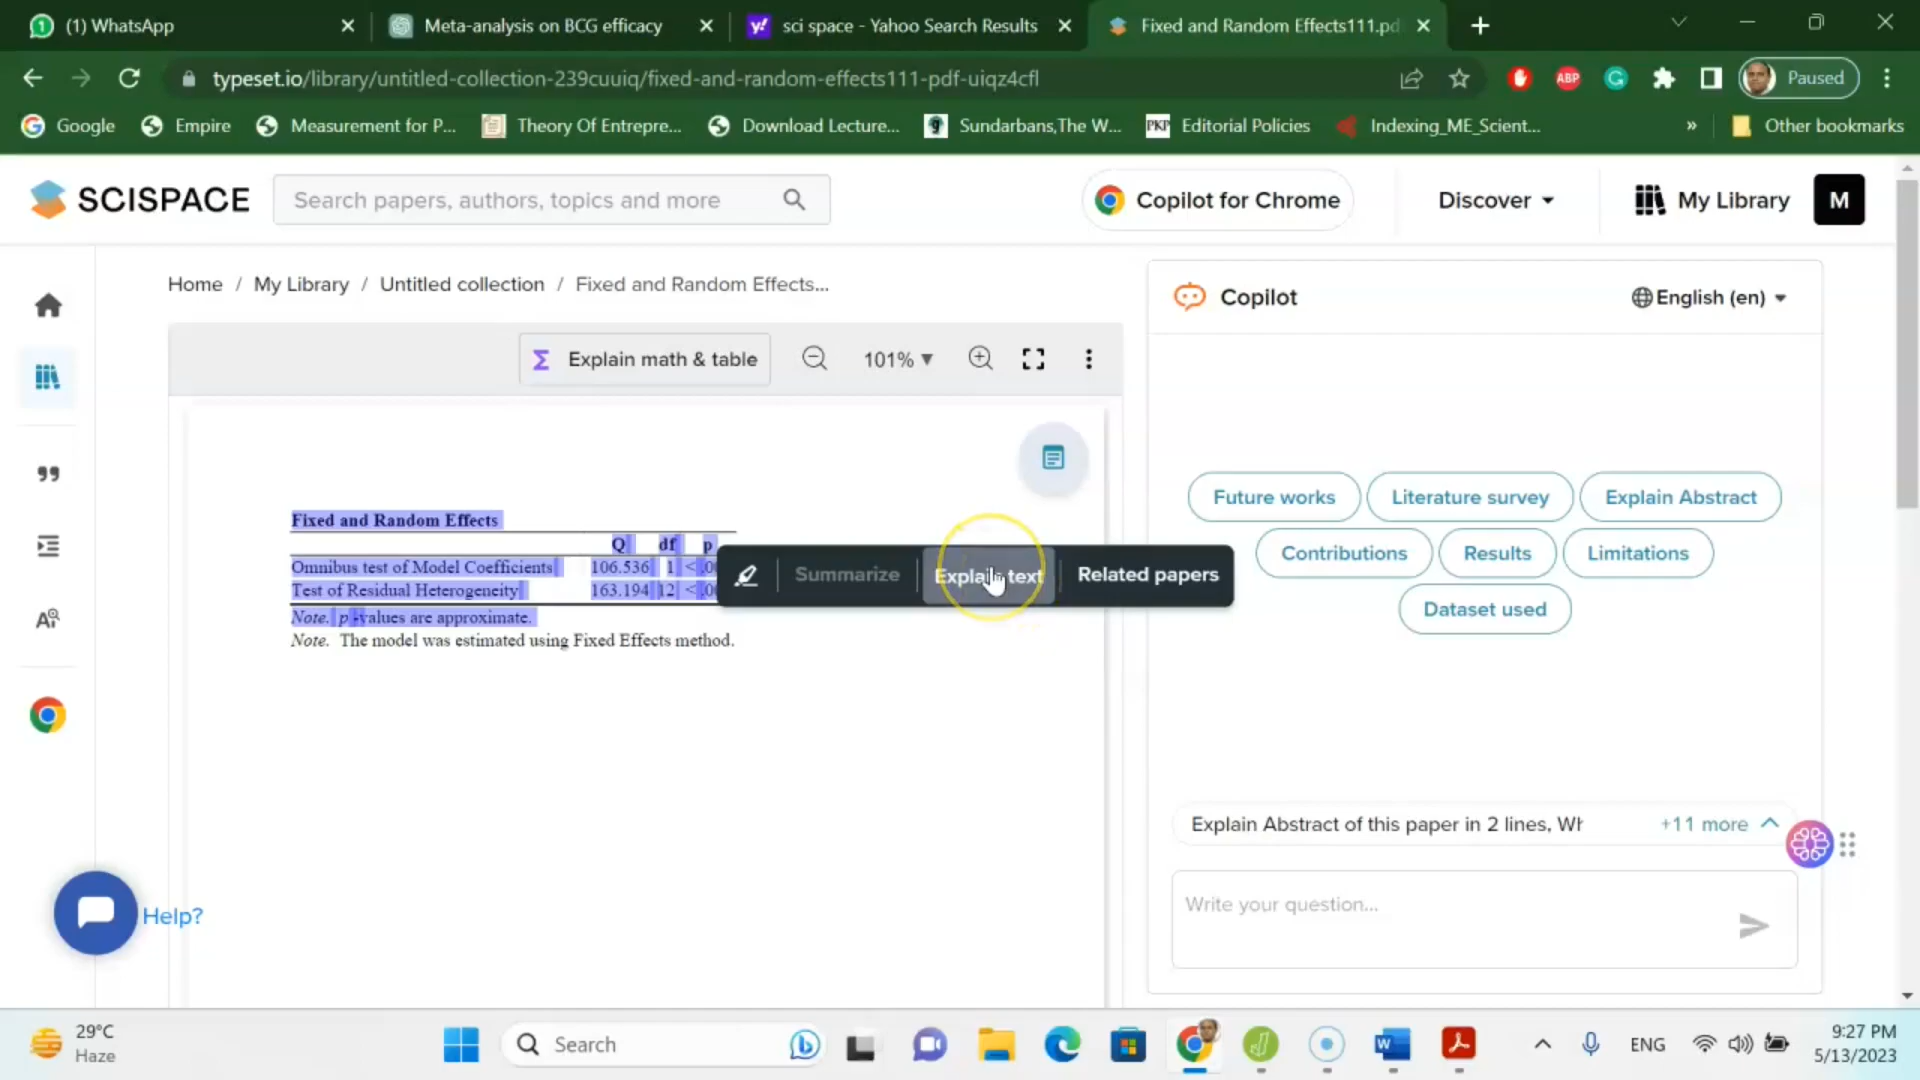 (1) WhatsApp
Meta-analysis on BCG efficacy
sci space - Yahoo Search Results
Fixed and Random Effects111.pd
typeset.io/library/untitled-collection-239cuuiq/fixed-and-random-effects111-pdf-uiqz4cfl
ABP
Paused
Google
Empire
Measurement for P...
Theory Of Entrepre...
Download Lecture...
Sundarbans,The W...
PKP
Editorial Policies
Indexing_ME_Scient...
»
Other bookmarks
SCISPACE
Search papers, authors, topics and more
Copilot for Chrome
Discover
My Library
M
Home / My Library / Untitled collection / Fixed and Random Effects...
Copilot
English (en)
Explain math & table
101%
Future works
Literature survey
Explain Abstract
Contributions
Results
Limitations
Dataset used
Fixed and Random Effects
Q df p
Omnibus test of Model Coefficients 106.536 1 < .00
Test of Residual Heterogeneity 163.194 12 < .00
Note. p -values are approximate.
Note. The model was estimated using Fixed Effects method.
Summarize
Explain text
Related papers
Explain Abstract of this paper in 2 lines, Wh
+11 more
Write your question...
Help?
29°C
Haze
Search
ENG
9:27 PM
5/13/2023